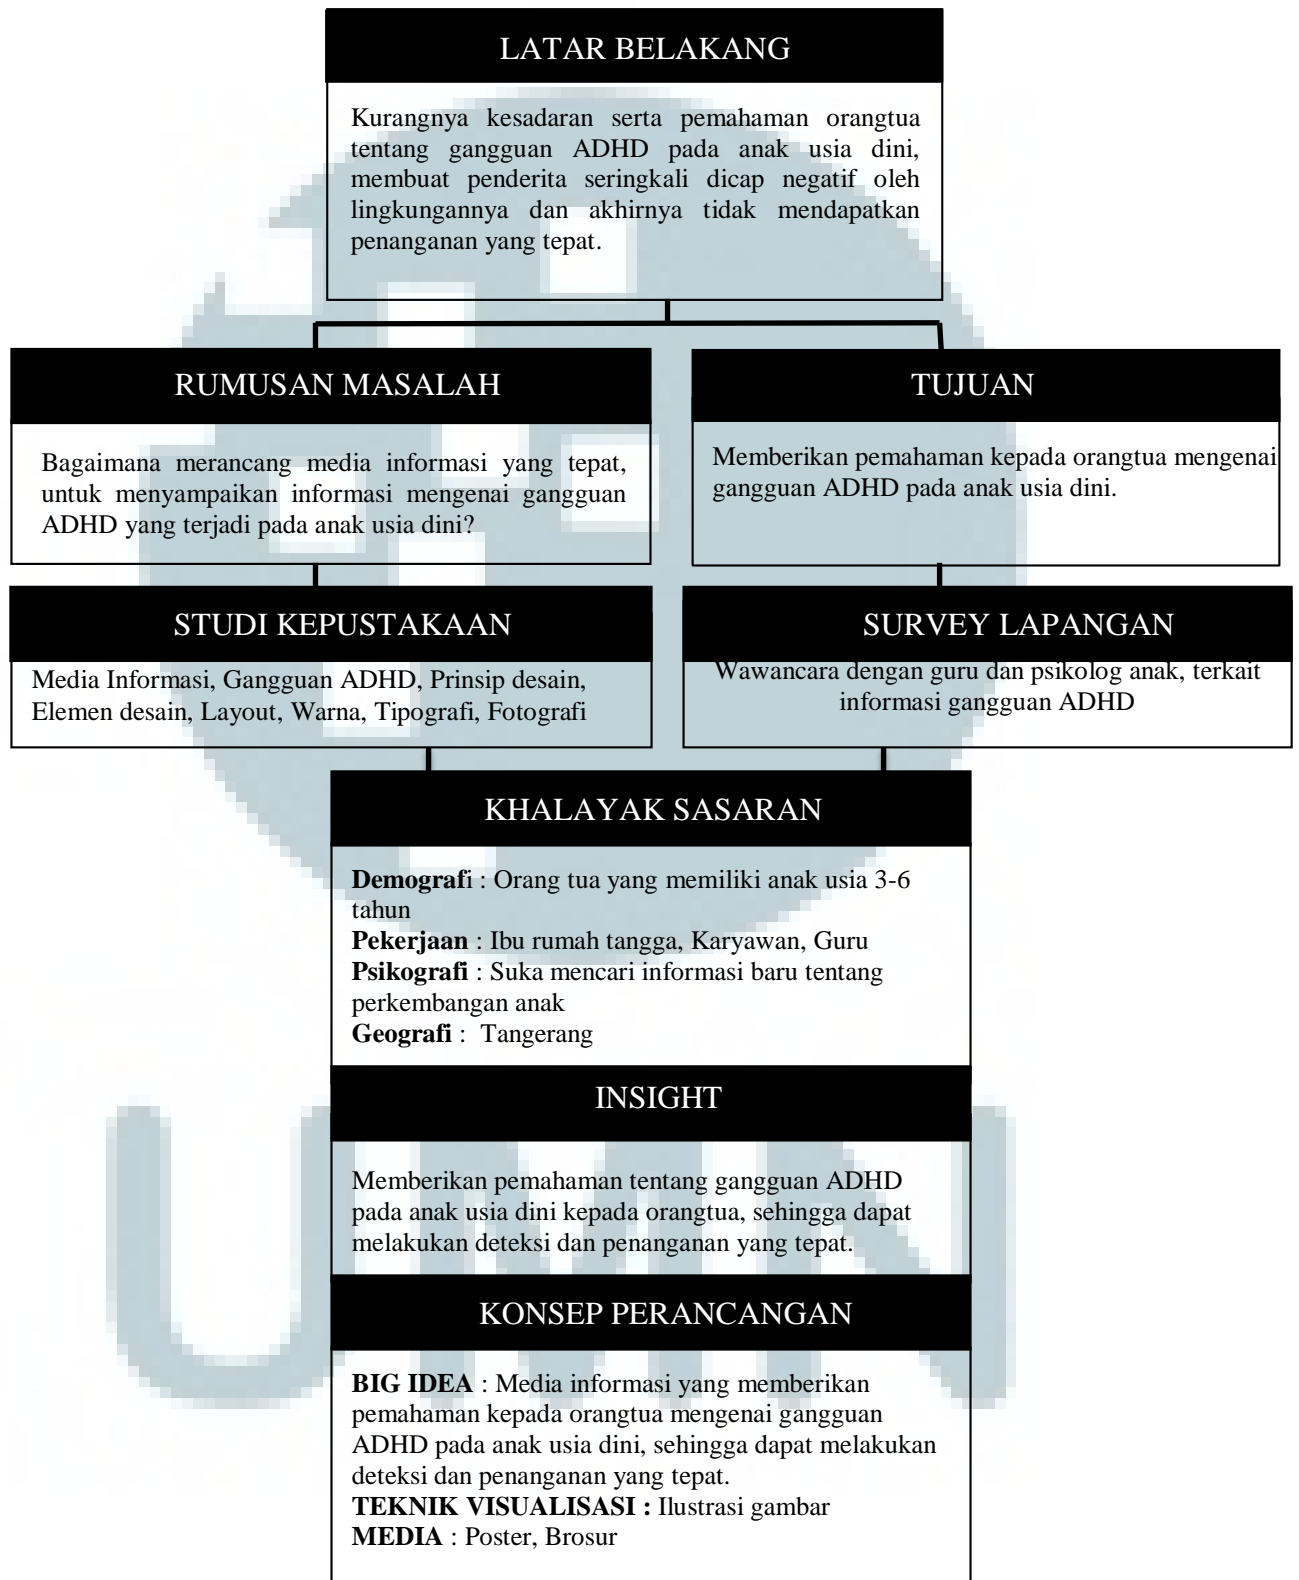 LATAR BELAKANG
Kurangnya kesadaran serta pemahaman orangtua
tentang gangguan ADHD pada anak usia dini,
membuat penderita seringkali dicap negatif oleh
lingkungannya dan akhirnya tidak mendapatkan
penanganan yang tepat.
RUMUSAN MASALAH
Bagaimana merancang media informasi yang tepat,
untuk menyampaikan informasi mengenai gangguan
ADHD yang terjadi pada anak usia dini?
TUJUAN
Memberikan pemahaman kepada orangtua mengenai
gangguan ADHD pada anak usia dini.
STUDI KEPUSTAKAAN
Media Informasi, Gangguan ADHD, Prinsip desain,
Elemen desain, Layout, Warna, Tipografi, Fotografi
SURVEY LAPANGAN
Wawancara dengan guru dan psikolog anak, terkait
informasi gangguan ADHD
KHALAYAK SASARAN
Demografi : Orang tua yang memiliki anak usia 3-6
tahun
Pekerjaan : Ibu rumah tangga, Karyawan, Guru
Psikografi : Suka mencari informasi baru tentang
perkembangan anak
Geografi : Tangerang
INSIGHT
Memberikan pemahaman tentang gangguan ADHD
pada anak usia dini kepada orangtua, sehingga dapat
melakukan deteksi dan penanganan yang tepat.
KONSEP PERANCANGAN
BIG IDEA : Media informasi yang memberikan
pemahaman kepada orangtua mengenai gangguan
ADHD pada anak usia dini, sehingga dapat melakukan
deteksi dan penanganan yang tepat.
TEKNIK VISUALISASI : Ilustrasi gambar
MEDIA : Poster, Brosur
UMN